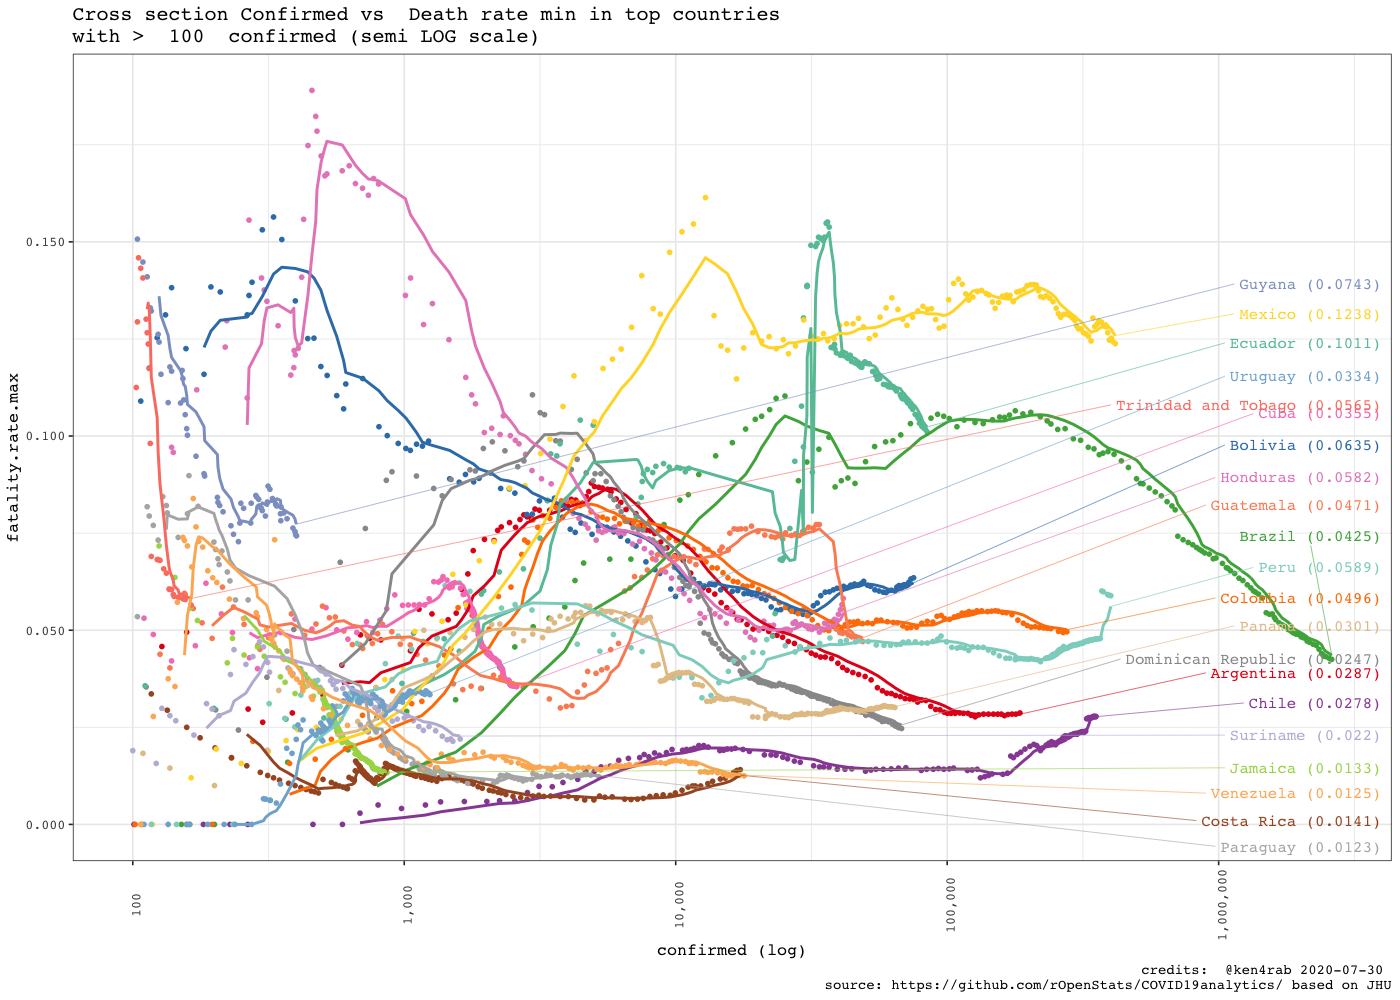 Cross section Confirmed vs  Death rate min in top countries
with >  100  confirmed (semi LOG scale)
fatality.rate.max
0.150
0.100
0.050
0.000
Guyana (0.0743)
Mexico (0.1238)
Ecuador (0.1011)
Uruguay (0.0334)
Trinidad and Tobago (0.0565)
Cuba (0.0355)
Bolivia (0.0635)
Honduras (0.0582)
Guatemala (0.0471)
Brazil (0.0425)
Peru (0.0589)
Colombia (0.0496)
Panama (0.0301)
Dominican Republic (0.0247)
Argentina (0.0287)
Chile (0.0278)
Suriname (0.022)
Jamaica (0.0133)
Venezuela (0.0125)
Costa Rica (0.0141)
Paraguay (0.0123)
100
1,000
10,000
100,000
1,000,000
confirmed (log)
credits:  @ken4rab 2020-07-30
source: https://github.com/rOpenStats/COVID19analytics/ based on JHU